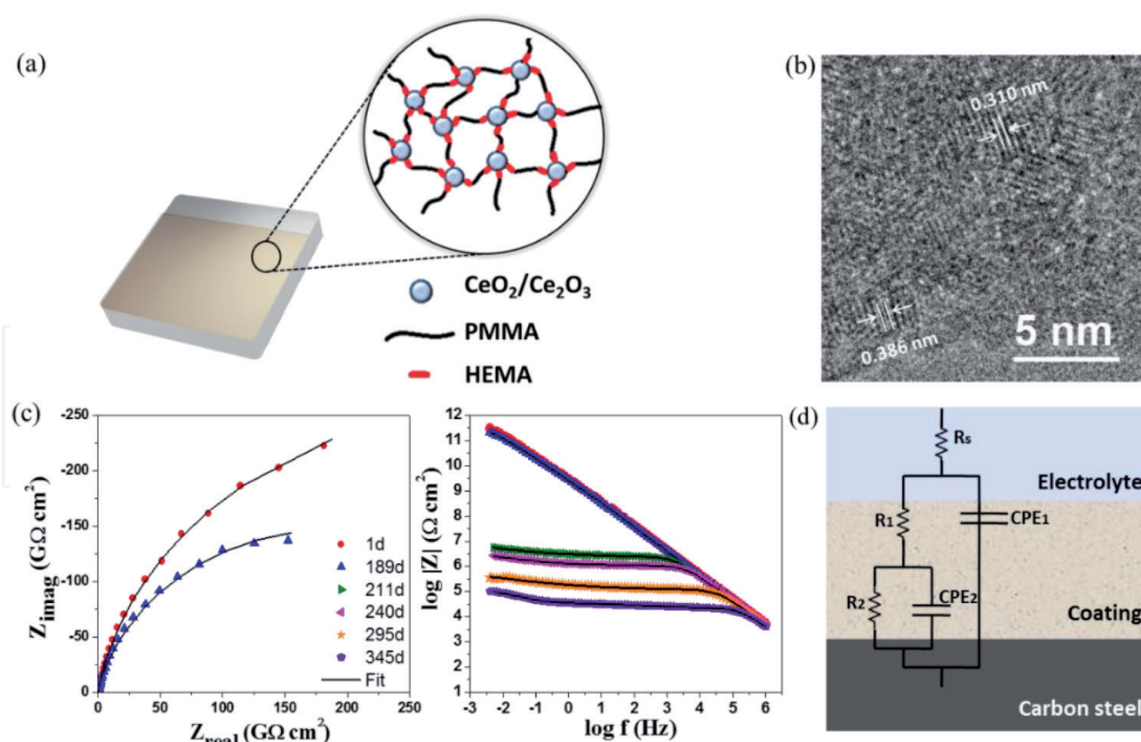 (a)
CeO₂/Ce₂O₃
PMMA
HEMA
(b)
0.310 nm
0.386 nm
5 nm
(c)
-250
-200
-150
-100
-50
0
Z_imag (GΩ cm²)
0 50 100 150 200 250
Z_real (GΩ cm²)
1d
189d
211d
240d
295d
345d
Fit
12
11
10
9
8
7
6
5
4
3
2
1
log |Z| (Ω cm²)
-3 -2 -1 0 1 2 3 4 5 6 7
log f (Hz)
(d)
Rs
Electrolyte
R₁
CPE₁
R₂
CPE₂
Coating
Carbon steel